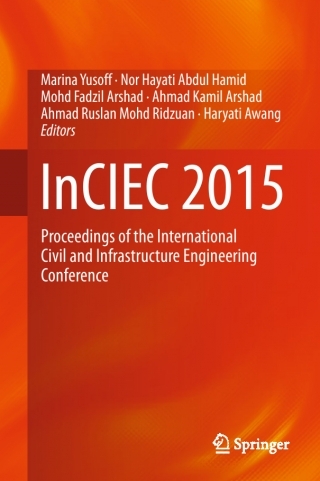 Marina Yusoff · Nor Hayati Abdul Hamid
Mohd Fadzil Arshad · Ahmad Kamil Arshad
Ahmad Ruslan Mohd Ridzuan · Haryati Awang
Editors
InCIEC 2015
Proceedings of the International
Civil and Infrastructure Engineering
Conference
Springer